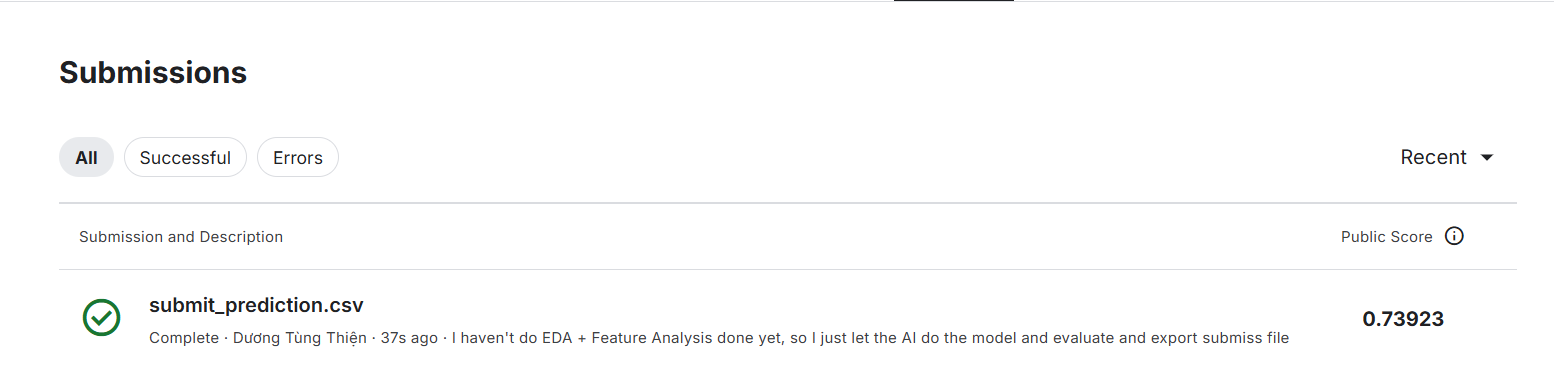 Submissions
All Successful Errors Recent
Submission and Description Public Score
submit_prediction.csv
0.73923
Complete · Dương Tùng Thiện · 37s ago · I haven't do EDA + Feature Analysis done yet, so I just let the AI do the model and evaluate and export submiss file